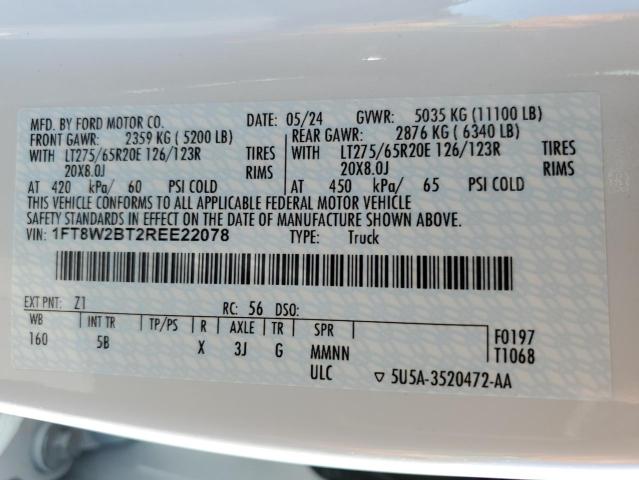 MFD. BY FORD MOTOR CO. DATE: 05/24 GVWR: 5035 KG (11100 LB)
FRONT GAWR: 2359 KG (5200 LB) REAR GAWR: 2876 KG (6340 LB)
WITH LT275/65R20E 126/123R TIRES WITH LT275/65R20E 126/123R TIRES
20X8.0J RIMS 20X8.0J RIMS
AT 420 kPa/ 60 PSI COLD AT 450 kPa/ 65 PSI COLD
THIS VEHICLE CONFORMS TO ALL APPLICABLE FEDERAL MOTOR VEHICLE
SAFETY STANDARDS IN EFFECT ON THE DATE OF MANUFACTURE SHOWN ABOVE.
VIN: 1FT8W2BT2REE22078 TYPE: Truck
EXT PNT: Z1 RC: 56 DSO:
WB INT TR TP/PS R AXLE TR SPR F0197
160 5B X 3J G MMNN T1068
ULC ▽ 5U5A-3520472-AA